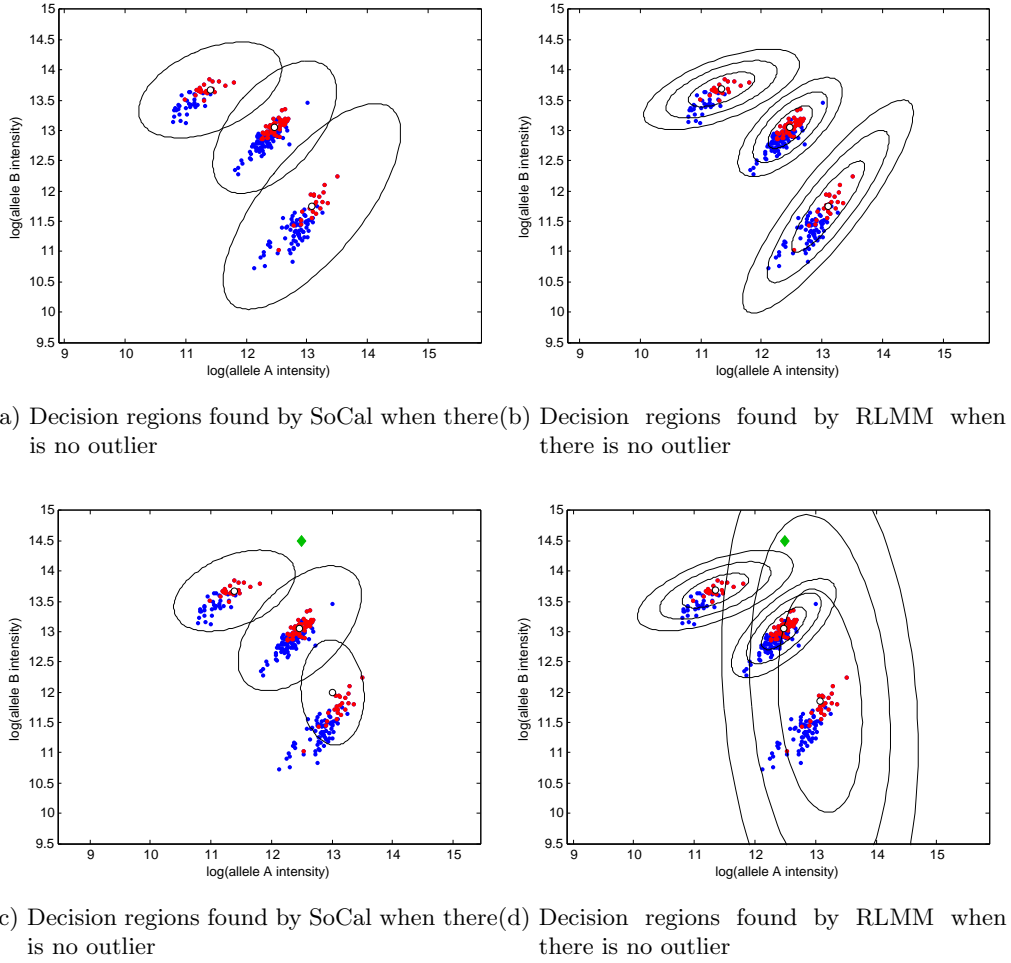 15
14.5
14
13.5
13
12.5
12
11.5
11
10.5
10
9.5
log(allele B intensity)
9 10 11 12 13 14 15
log(allele A intensity)
15
14.5
14
13.5
13
12.5
12
11.5
11
10.5
10
9.5
log(allele B intensity)
9 10 11 12 13 14 15
log(allele A intensity)
a) Decision regions found by SoCal when there
is no outlier
(b) Decision regions found by RLMM when
there is no outlier
15
14.5
14
13.5
13
12.5
12
11.5
11
10.5
10
9.5
log(allele B intensity)
9 10 11 12 13 14 15
log(allele A intensity)
15
14.5
14
13.5
13
12.5
12
11.5
11
10.5
10
9.5
log(allele B intensity)
9 10 11 12 13 14 15
log(allele A intensity)
c) Decision regions found by SoCal when there
is no outlier
(d) Decision regions found by RLMM when
there is no outlier